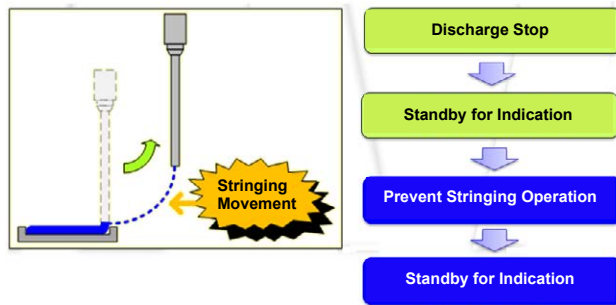 Stringing
Movement
Discharge Stop
Standby for Indication
Prevent Stringing Operation
Standby for Indication